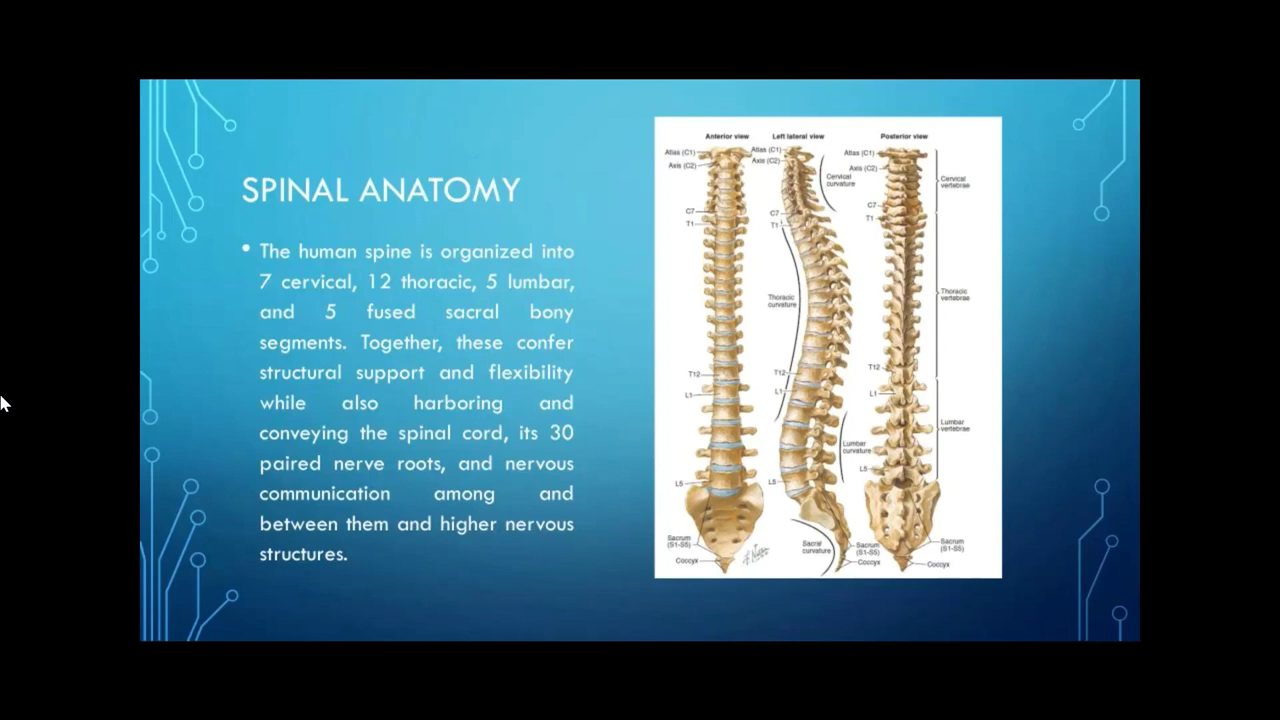 SPINAL ANATOMY
• The human spine is organized into
7 cervical, 12 thoracic, 5 lumbar,
and 5 fused sacral bony
segments. Together, these confer
structural support and flexibility
while also harboring and
conveying the spinal cord, its 30
paired nerve roots, and nervous
communication among and
between them and higher nervous
structures.
Anterior view
Atlas (C1)
Axis (C2)
C7
T1
T12
L1
L5
Sacrum
(S1-S5)
Coccyx
Left lateral view
Atlas (C1)
Axis (C2)
Cervical
curvature
C7
T1
Thoracic
curvature
T12
L1
Lumbar
curvature
L5
Sacral
curvature
Sacrum
(S1-S5)
Coccyx
Posterior view
Atlas (C1)
Axis (C2)
Cervical
vertebrae
C7
T1
Thoracic
vertebrae
T12
L1
Lumbar
vertebrae
L5
Sacrum
(S1-S5)
Coccyx